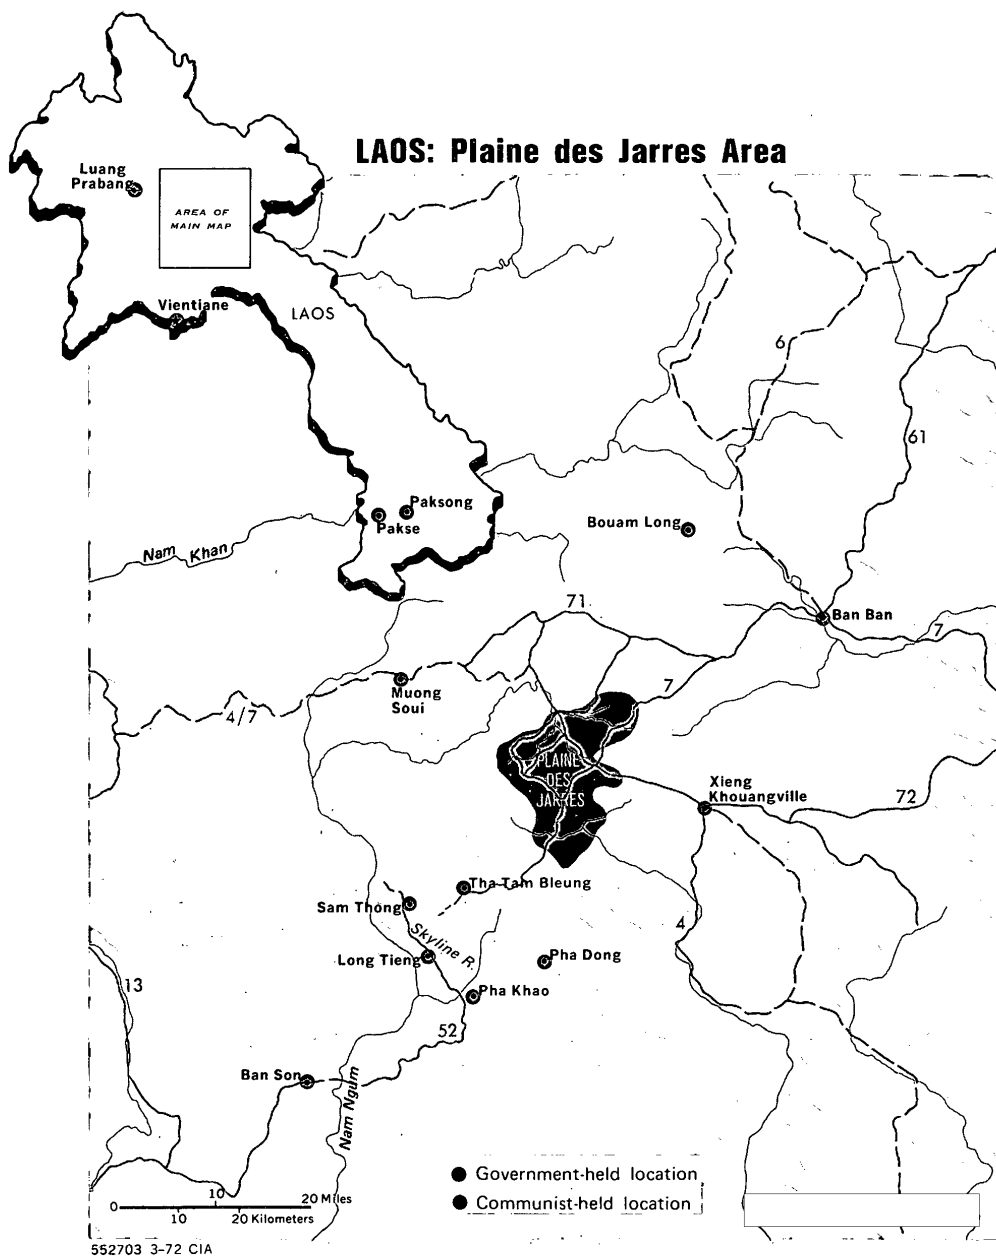 LAOS: Plaine des Jarres Area
Luang
Prabang
AREA OF
MAIN MAP
Vientiane
LAOS
6
61
Paksong
Pakse
Bouam Long
Nam Khan
71
Ban Ban
7
Muong
Soui
7
4/7
PLAINE
DES
JARRES
Xieng
Khouangville
72
Tha Tam Bleung
Sam Thong
Skyline R.
4
Long Tieng
Pha Dong
13
Pha Khao
52
Ban Son
Nam Ngum
Government-held location
Communist-held location
0 10 20 Miles
10 20 Kilometers
552703 3-72 CIA